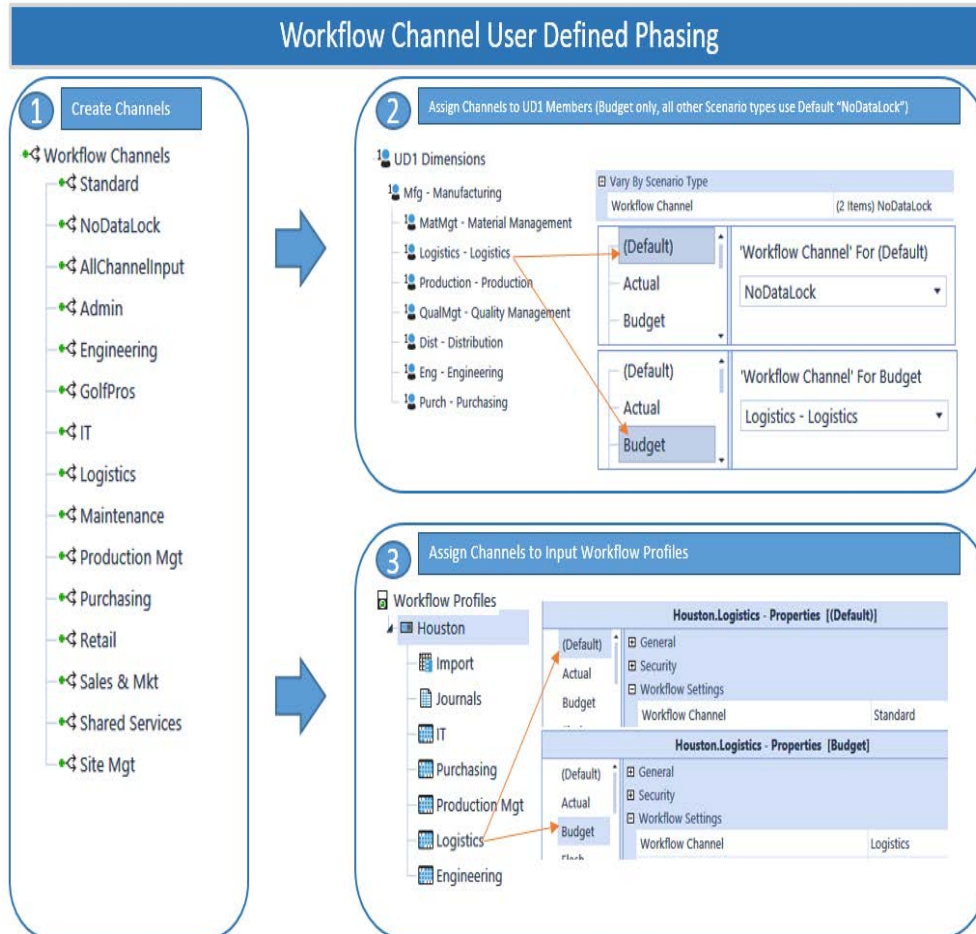 Workflow Channel User Defined Phasing
1
Create Channels
Workflow Channels
Standard
NoDataLock
AllChannelInput
Admin
Engineering
GolfPros
IT
Logistics
Maintenance
Production Mgt
Purchasing
Retail
Sales & Mkt
Shared Services
Site Mgt
2
Assign Channels to UD1 Members (Budget only, all other Scenario types use Default "NoDataLock")
UD1 Dimensions
Mfg - Manufacturing
MatMgt - Material Management
Logistics - Logistics
Production - Production
QualMgt - Quality Management
Dist - Distribution
Eng - Engineering
Purch - Purchasing
Vary By Scenario Type
Workflow Channel (2 Items) NoDataLock
(Default)
Actual
Budget
'Workflow Channel' For (Default)
NoDataLock
(Default)
Actual
Budget
'Workflow Channel' For Budget
Logistics - Logistics
3
Assign Channels to Input Workflow Profiles
Workflow Profiles
Houston
Import
Journals
IT
Purchasing
Production Mgt
Logistics
Engineering
Houston.Logistics - Properties [(Default)]
(Default)
Actual
Budget
General
Security
Workflow Settings
Workflow Channel Standard
Houston.Logistics - Properties [Budget]
(Default)
Actual
Budget
General
Security
Workflow Settings
Workflow Channel Logistics